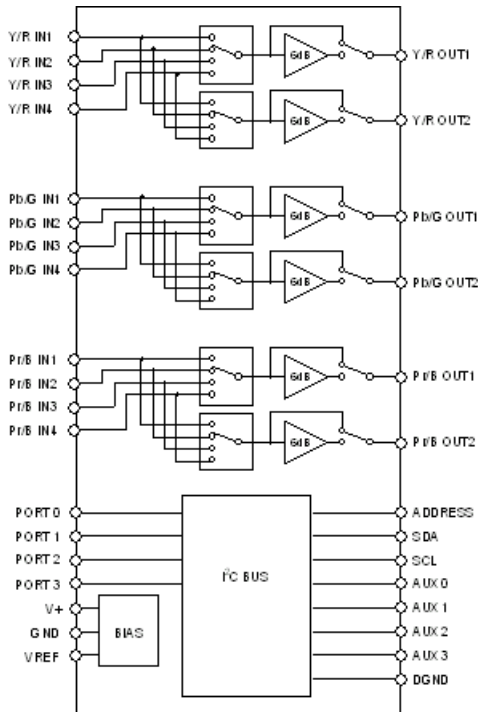 Y/R IN1
Y/R IN2
Y/R IN3
Y/R IN4
6dB
6dB
Y/R OUT1
Y/R OUT2
Pb/G IN1
Pb/G IN2
Pb/G IN3
Pb/G IN4
6dB
6dB
Pb/G OUT1
Pb/G OUT2
Pr/B IN1
Pr/B IN2
Pr/B IN3
Pr/B IN4
6dB
6dB
Pr/B OUT1
Pr/B OUT2
PORT 0
PORT 1
PORT 2
PORT 3
V+
GND
VREF
BIAS
I²C BUS
ADDRESS
SDA
SCL
AUX 0
AUX 1
AUX 2
AUX 3
DGND